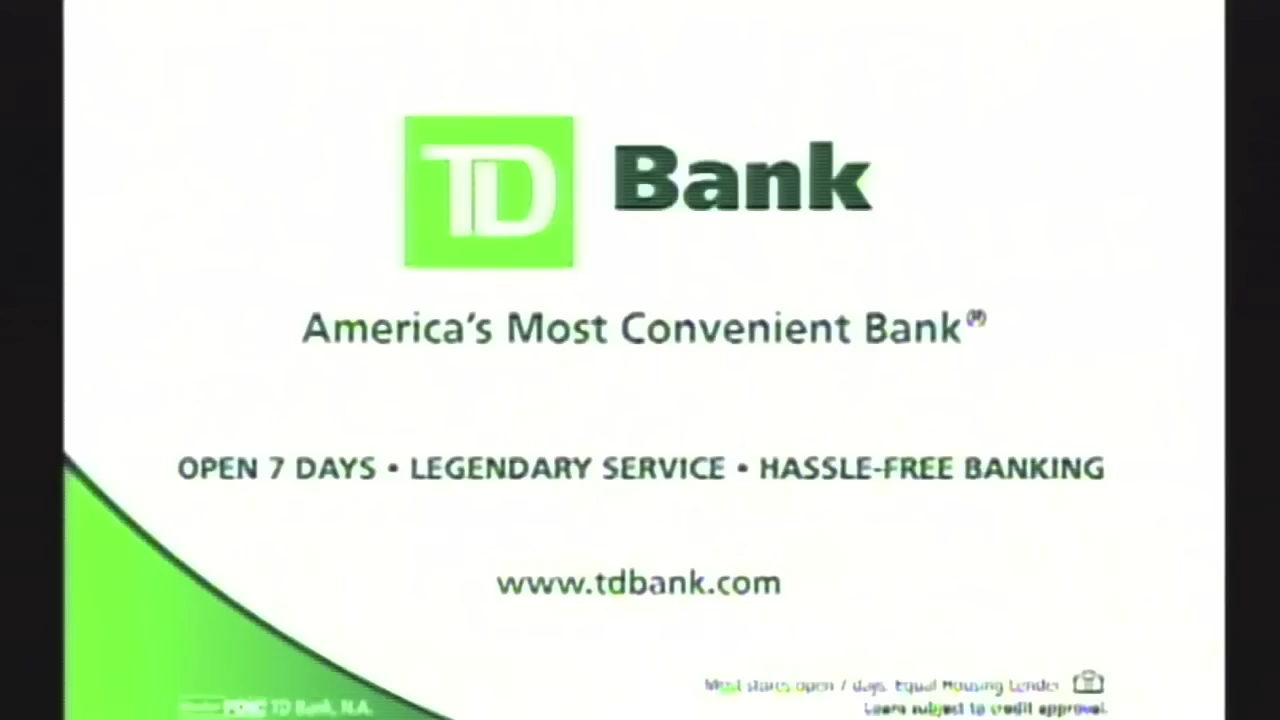 TD Bank
America's Most Convenient Bank®
OPEN 7 DAYS • LEGENDARY SERVICE • HASSLE-FREE BANKING
www.tdbank.com
Most stores open 7 days. Equal Housing Lender
Loans subject to credit approval.
FDIC TD Bank, N.A.